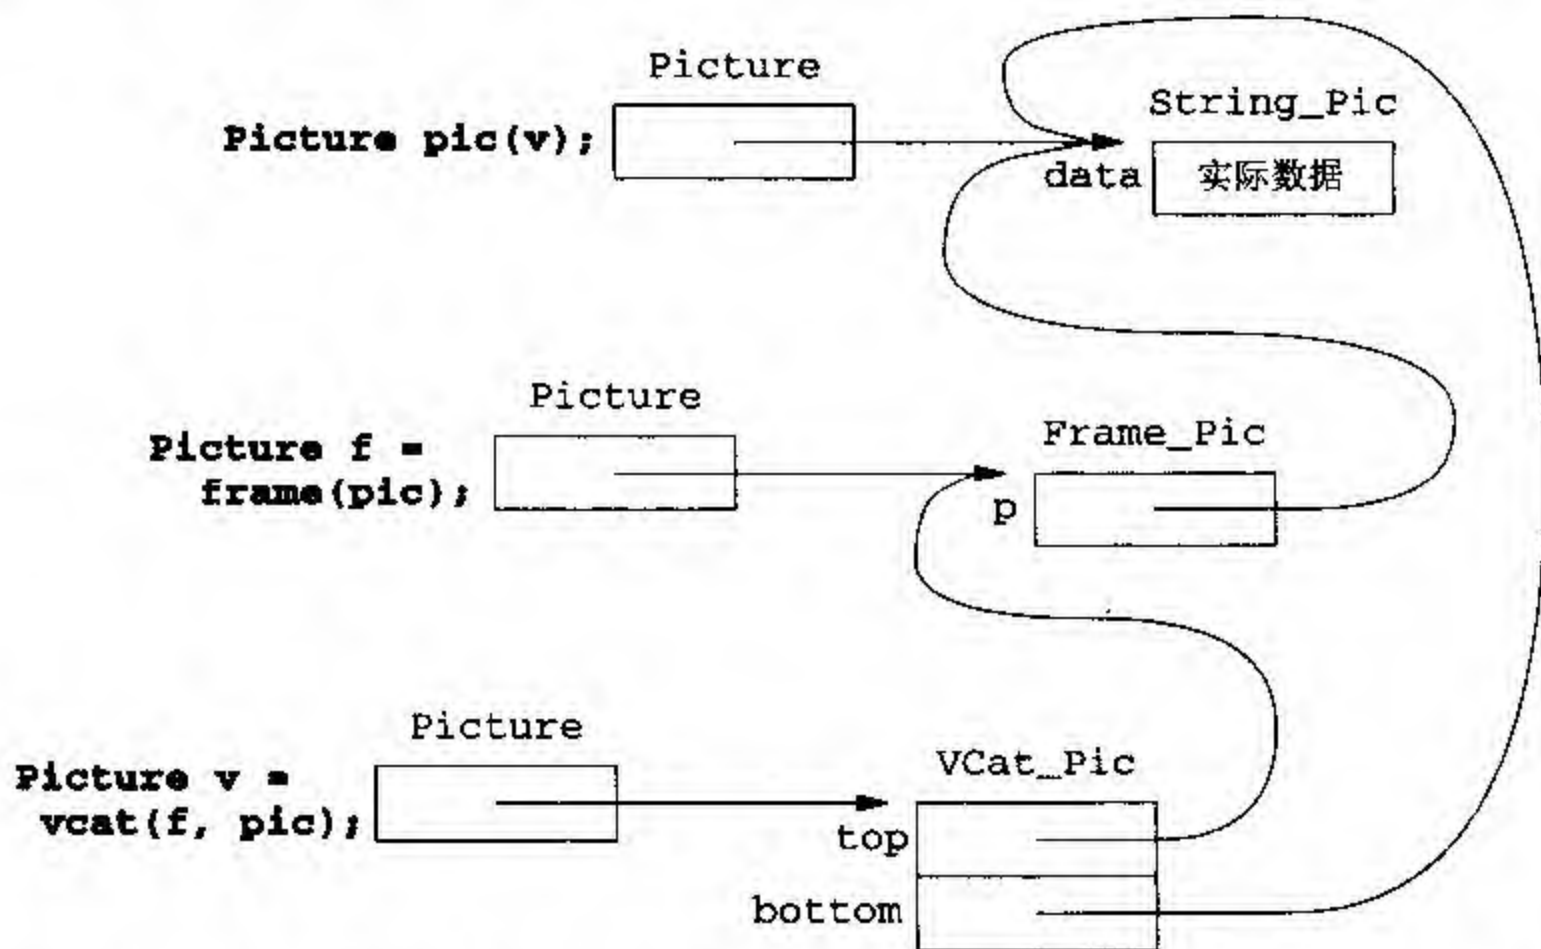 Picture
Picture pic(v);
String_Pic
data
实际数据
Picture
Picture f =
frame(pic);
Frame_Pic
p
Picture
Picture v =
vcat(f, pic);
VCat_Pic
top
bottom